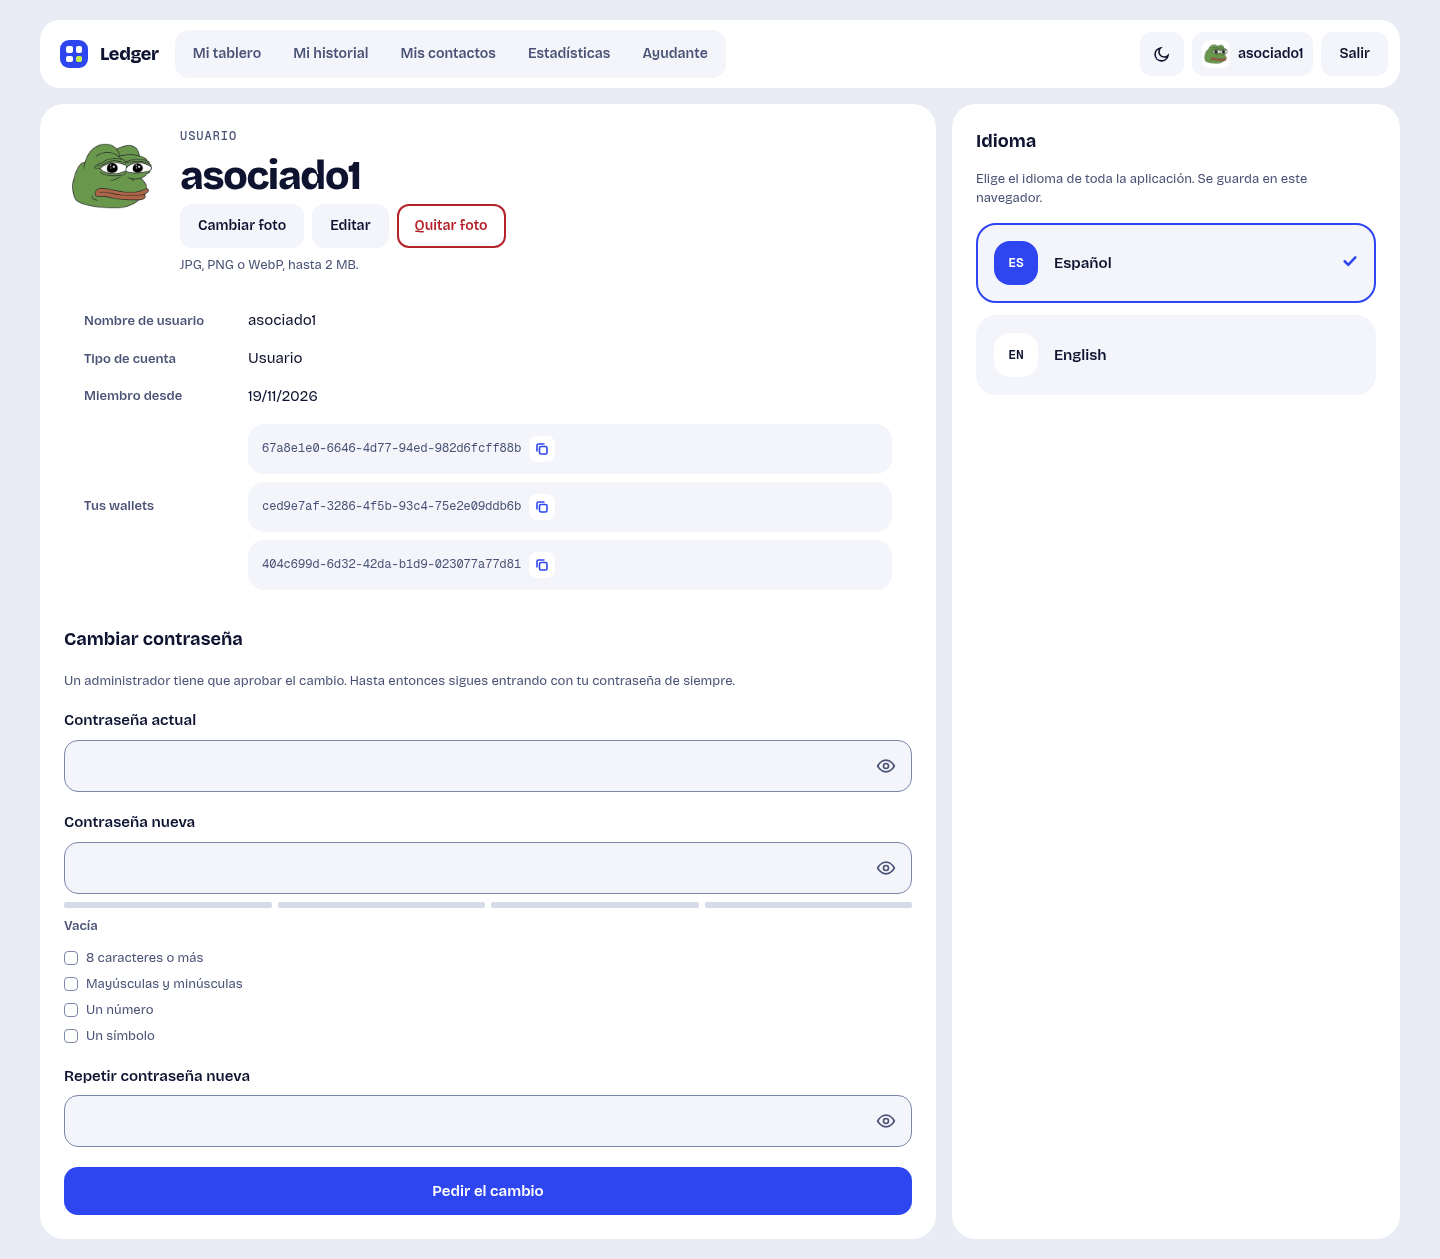 Ledger
Mi tablero
Mi historial
Mis contactos
Estadísticas
Ayudante
asociado1
Salir
USUARIO
asociado1
Cambiar foto
Editar
Quitar foto
JPG, PNG o WebP, hasta 2 MB.
Nombre de usuario
asociado1
Tipo de cuenta
Usuario
Miembro desde
19/11/2026
Tus wallets
67a8e1e0-6646-4d77-94ed-982d6fcff88b
ced9e7af-3286-4f5b-93c4-75e2e09ddb6b
404c699d-6d32-42da-b1d9-023077a77d81
Cambiar contraseña
Un administrador tiene que aprobar el cambio. Hasta entonces sigues entrando con tu contraseña de siempre.
Contraseña actual
Contraseña nueva
Vacía
8 caracteres o más
Mayúsculas y minúsculas
Un número
Un símbolo
Repetir contraseña nueva
Pedir el cambio
Idioma
Elige el idioma de toda la aplicación. Se guarda en este
navegador.
ES
Español
EN
English